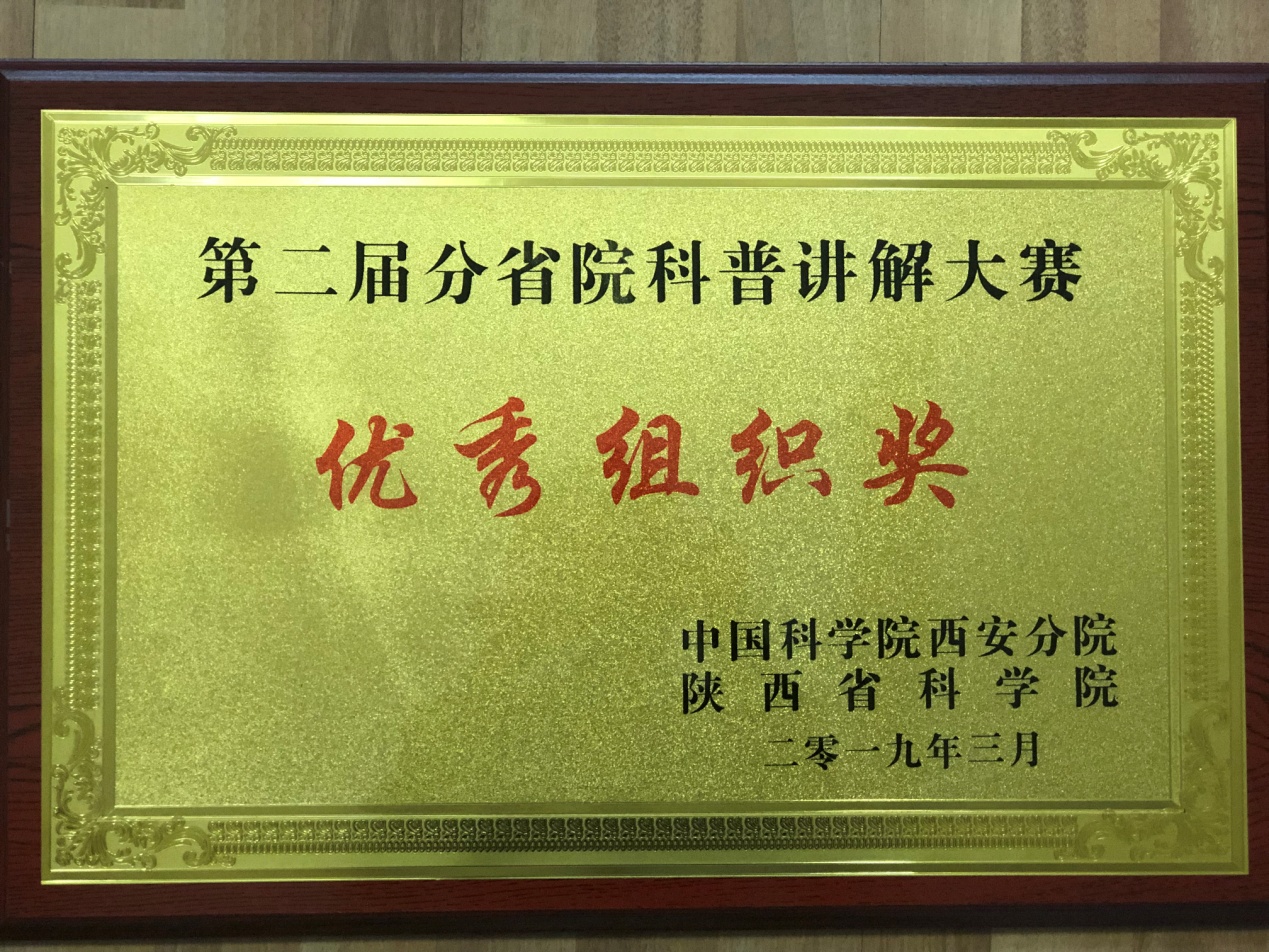 第二届分省院科普讲解大赛
优秀组织奖
中国科学院西安分院
陕西省科学院
二零一九年三月